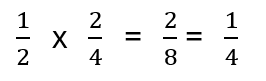 1/2 x 2/4 = 2/8 = 1/4